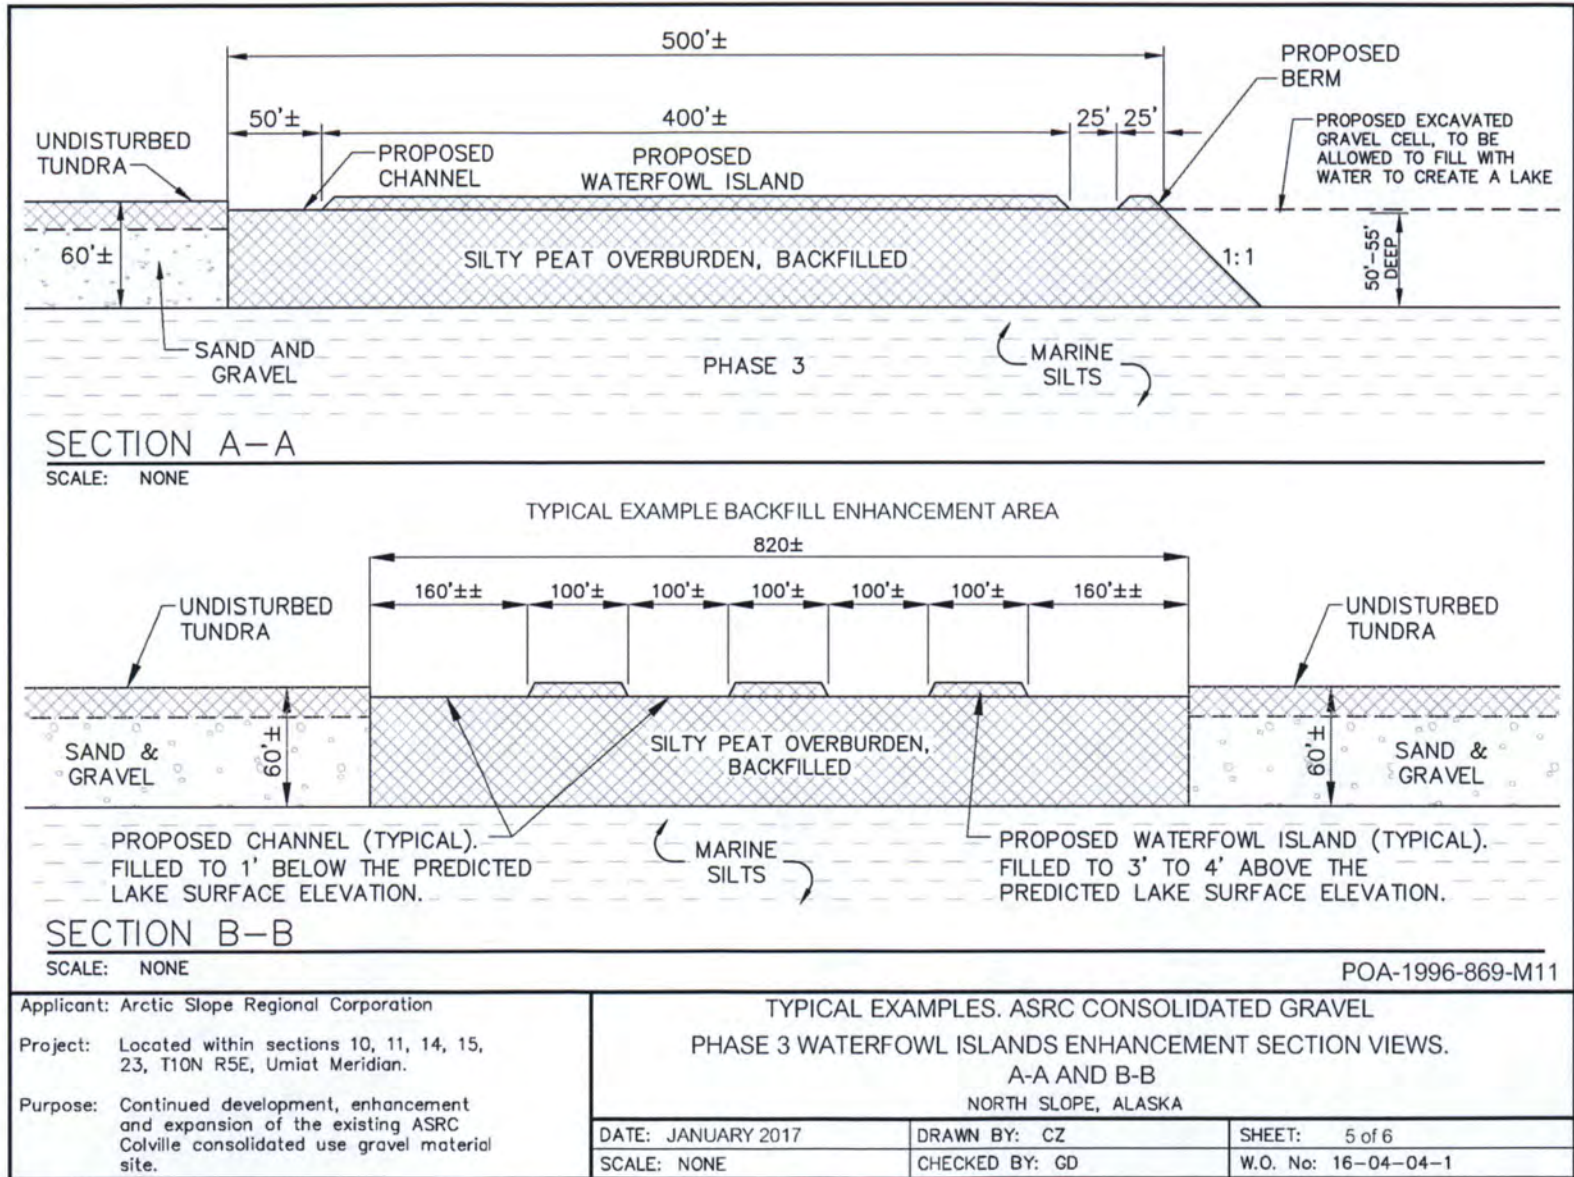 500'±
PROPOSED
BERM
50'±
400'±
25'
25'
UNDISTURBED
TUNDRA
PROPOSED
CHANNEL
PROPOSED
WATERFOWL ISLAND
PROPOSED EXCAVATED
GRAVEL CELL, TO BE
ALLOWED TO FILL WITH
WATER TO CREATE A LAKE
60'±
SILTY PEAT OVERBURDEN, BACKFILLED
1:1
50'-55'
DEEP
SAND AND
GRAVEL
PHASE 3
MARINE
SILTS
SECTION A-A
SCALE: NONE
TYPICAL EXAMPLE BACKFILL ENHANCEMENT AREA
820±
160'±±
100'±
100'±
100'±
100'±
100'±
160'±±
UNDISTURBED
TUNDRA
UNDISTURBED
TUNDRA
SAND &
GRAVEL
60'±
SILTY PEAT OVERBURDEN,
BACKFILLED
60'±
SAND &
GRAVEL
PROPOSED CHANNEL (TYPICAL).
FILLED TO 1' BELOW THE PREDICTED
LAKE SURFACE ELEVATION.
MARINE
SILTS
PROPOSED WATERFOWL ISLAND (TYPICAL).
FILLED TO 3' TO 4' ABOVE THE
PREDICTED LAKE SURFACE ELEVATION.
SECTION B-B
SCALE: NONE
POA-1996-869-M11
Applicant: Arctic Slope Regional Corporation
Project: Located within sections 10, 11, 14, 15,
23, T10N R5E, Umiat Meridian.
Purpose: Continued development, enhancement
and expansion of the existing ASRC
Colville consolidated use gravel material
site.
TYPICAL EXAMPLES. ASRC CONSOLIDATED GRAVEL
PHASE 3 WATERFOWL ISLANDS ENHANCEMENT SECTION VIEWS.
A-A AND B-B
NORTH SLOPE, ALASKA
DATE: JANUARY 2017
DRAWN BY: CZ
SHEET: 5 of 6
SCALE: NONE
CHECKED BY: GD
W.O. No: 16-04-04-1